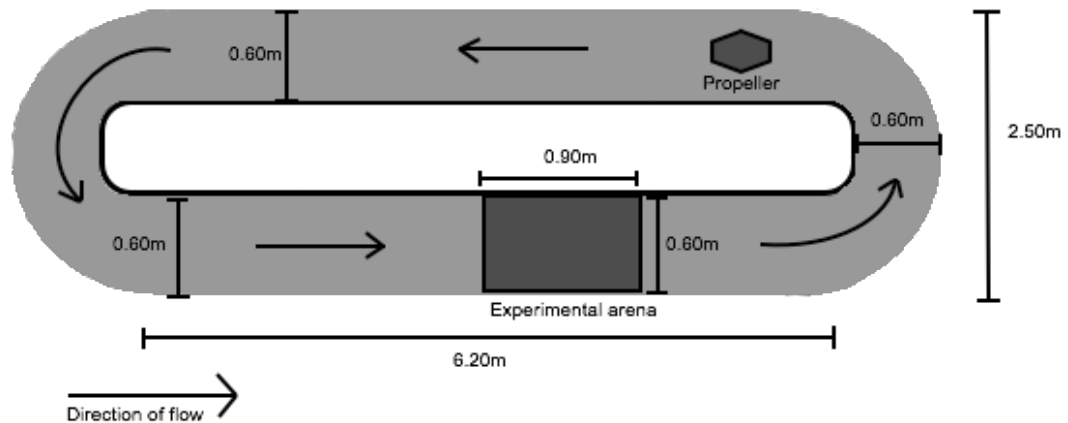 0.60m
Propeller
0.60m
2.50m
0.90m
0.60m
0.60m
Experimental arena
6.20m
Direction of flow